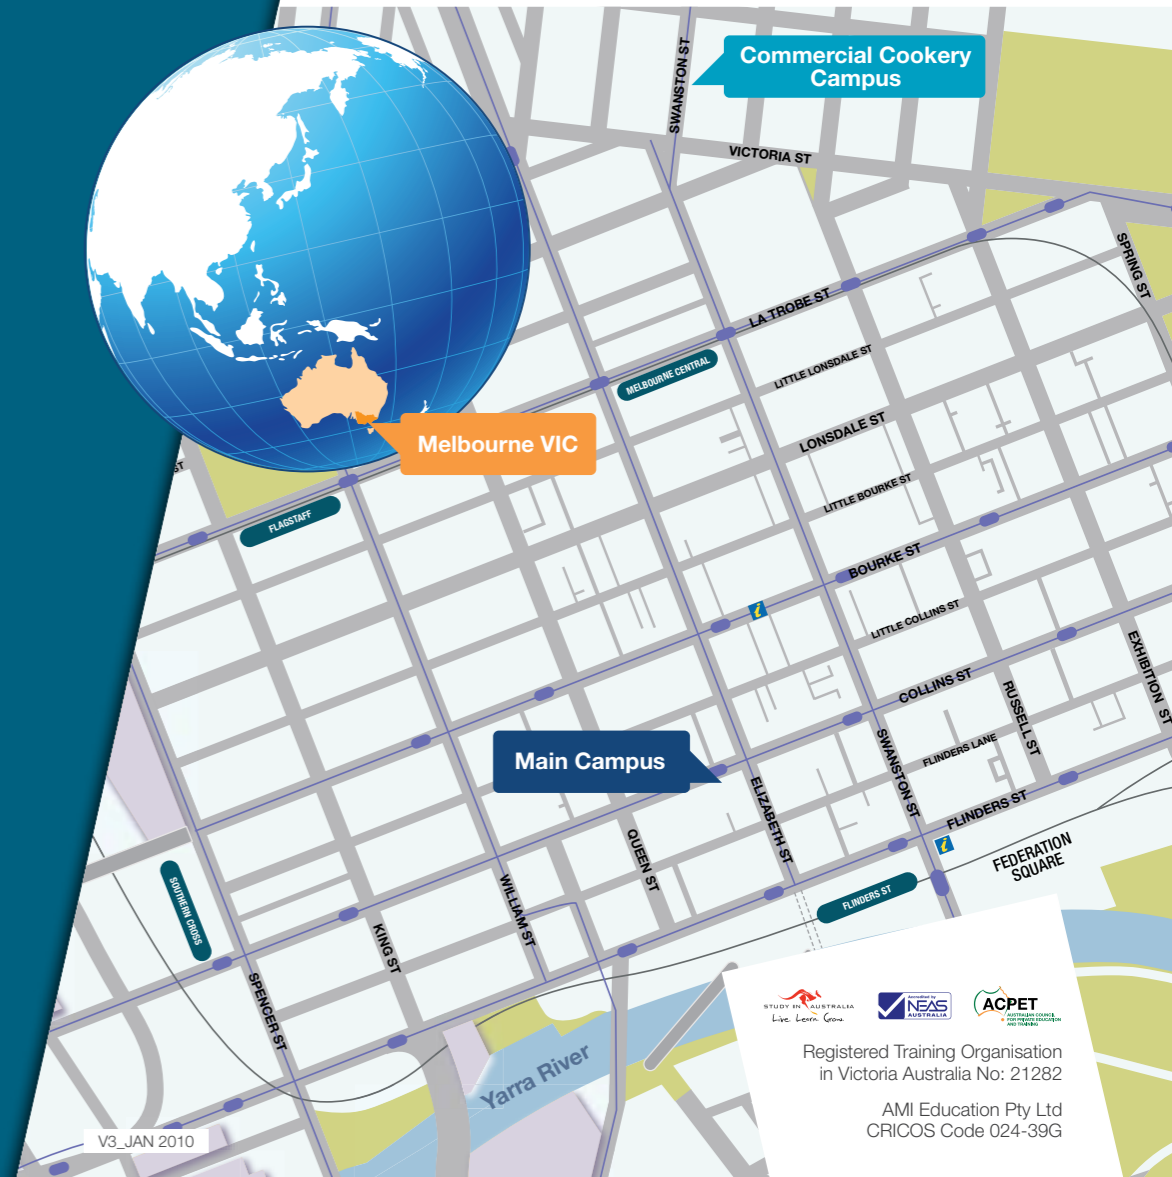 Commercial Cookery
Campus
SWANSTON ST
VICTORIA ST
SPRING ST
LA TROBE ST
MELBOURNE CENTRAL
LITTLE LONSDALE ST
LONSDALE ST
Melbourne VIC
ST
LITTLE BOURKE ST
FLAGSTAFF
BOURKE ST
i
LITTLE COLLINS ST
EXHIBITION ST
COLLINS ST
RUSSELL ST
Main Campus
SWANSTON ST
FLINDERS LANE
ELIZABETH ST
FLINDERS ST
QUEEN ST
i
FEDERATION
SQUARE
FLINDERS ST
SOUTHERN CROSS
WILLIAM ST
KING ST
SPENCER ST
Yarra River
STUDY IN AUSTRALIA
Live Learn Grow
Accredited by
NEAS
AUSTRALIA
ACPET
AUSTRALIAN COUNCIL
FOR PRIVATE EDUCATION
AND TRAINING
Registered Training Organisation
in Victoria Australia No: 21282
AMI Education Pty Ltd
CRICOS Code 024-39G
V3_JAN 2010